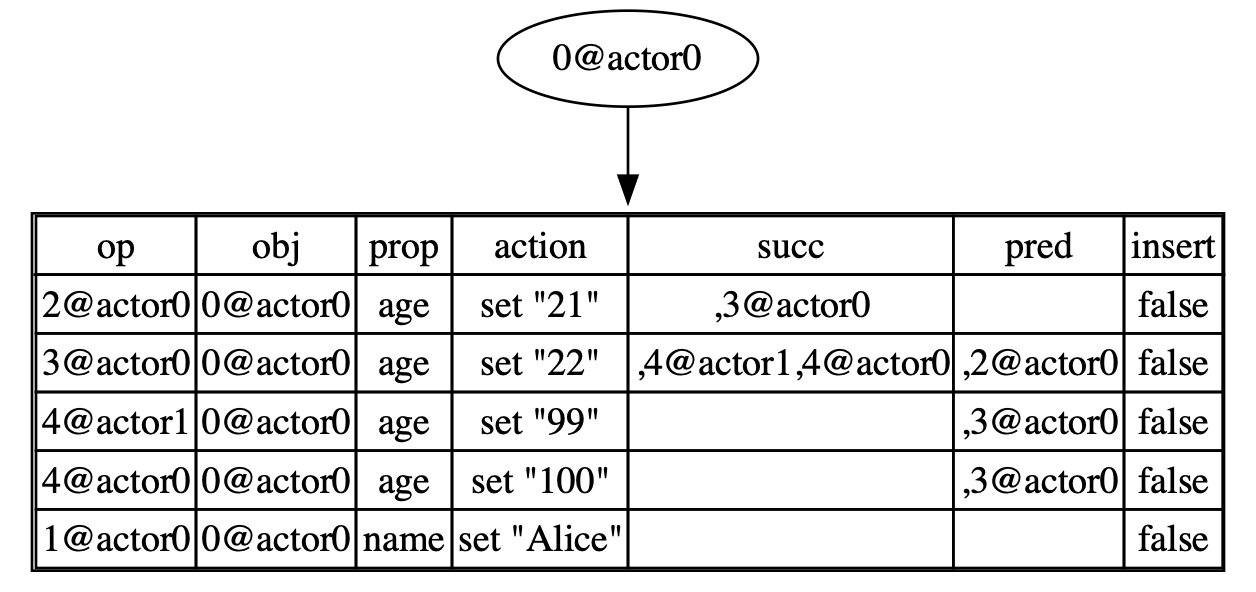 0@actor0
op obj prop action succ pred insert
2@actor0 0@actor0 age set "21" ,3@actor0 false
3@actor0 0@actor0 age set "22" ,4@actor1,4@actor0 ,2@actor0 false
4@actor1 0@actor0 age set "99" ,3@actor0 false
4@actor0 0@actor0 age set "100" ,3@actor0 false
1@actor0 0@actor0 name set "Alice" false